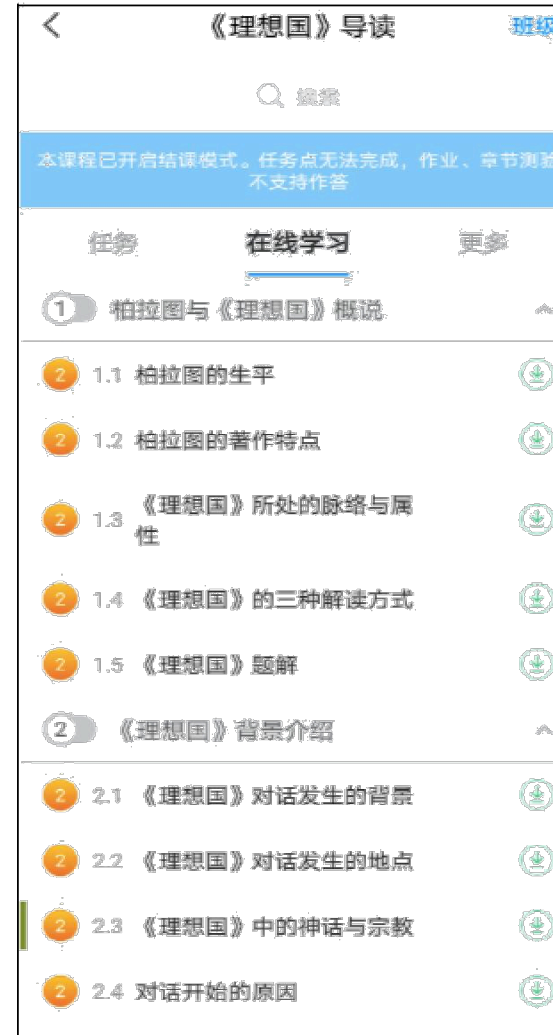 《理想国》导读 班级
搜索
本课程已开启结课模式。任务点无法完成，作业、章节测验
不支持作答
任务 在线学习 更多
1 柏拉图与《理想国》概说
2 1.1 柏拉图的生平
2 1.2 柏拉图的著作特点
2 1.3 《理想国》所处的脉络与属
性
2 1.4 《理想国》的三种解读方式
2 1.5 《理想国》题解
2 《理想国》背景介绍
2 2.1 《理想国》对话发生的背景
2 2.2 《理想国》对话发生的地点
2 2.3 《理想国》中的神话与宗教
2 2.4 对话开始的原因